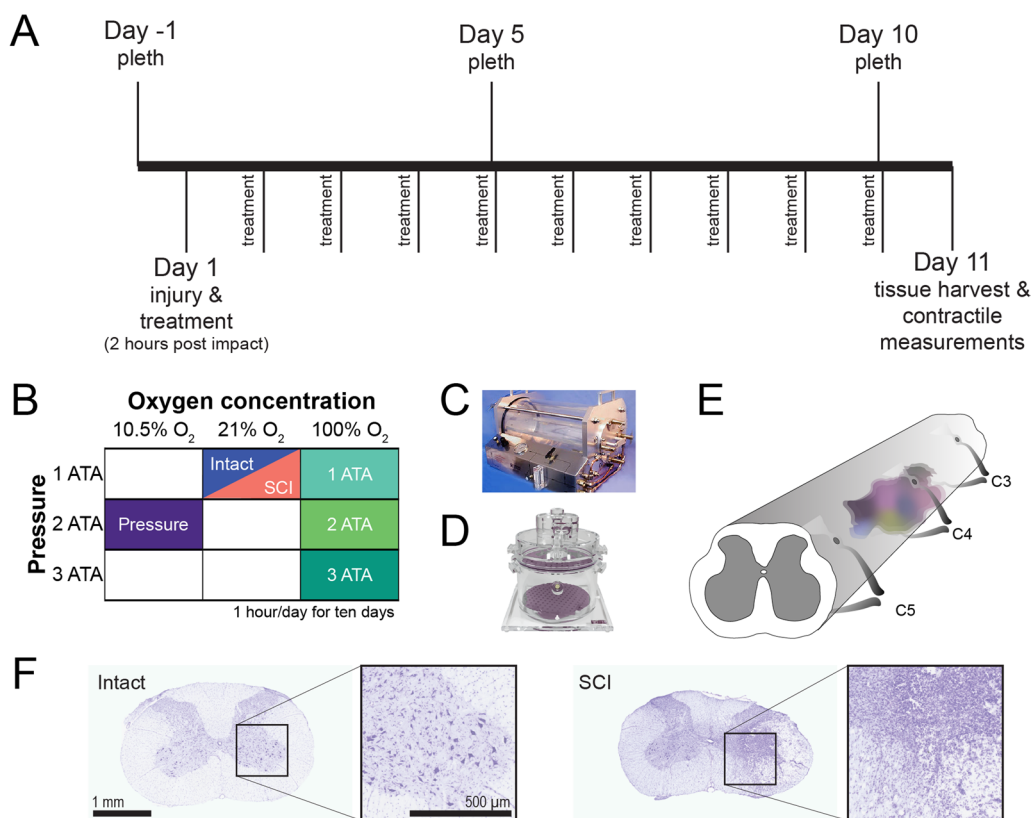 A
Day -1
pleth
Day 5
pleth
Day 10
pleth
treatment
treatment
treatment
treatment
treatment
treatment
treatment
treatment
treatment
Day 1
injury &
treatment
(2 hours post impact)
Day 11
tissue harvest &
contractile
measurements
B
Oxygen concentration
10.5% O2 21% O2 100% O2
Pressure
1 ATA
Intact
SCI
1 ATA
2 ATA
Pressure
2 ATA
3 ATA
3 ATA
1 hour/day for ten days
C
D
E
C3
C4
C5
F
Intact
1 mm
500 µm
SCI